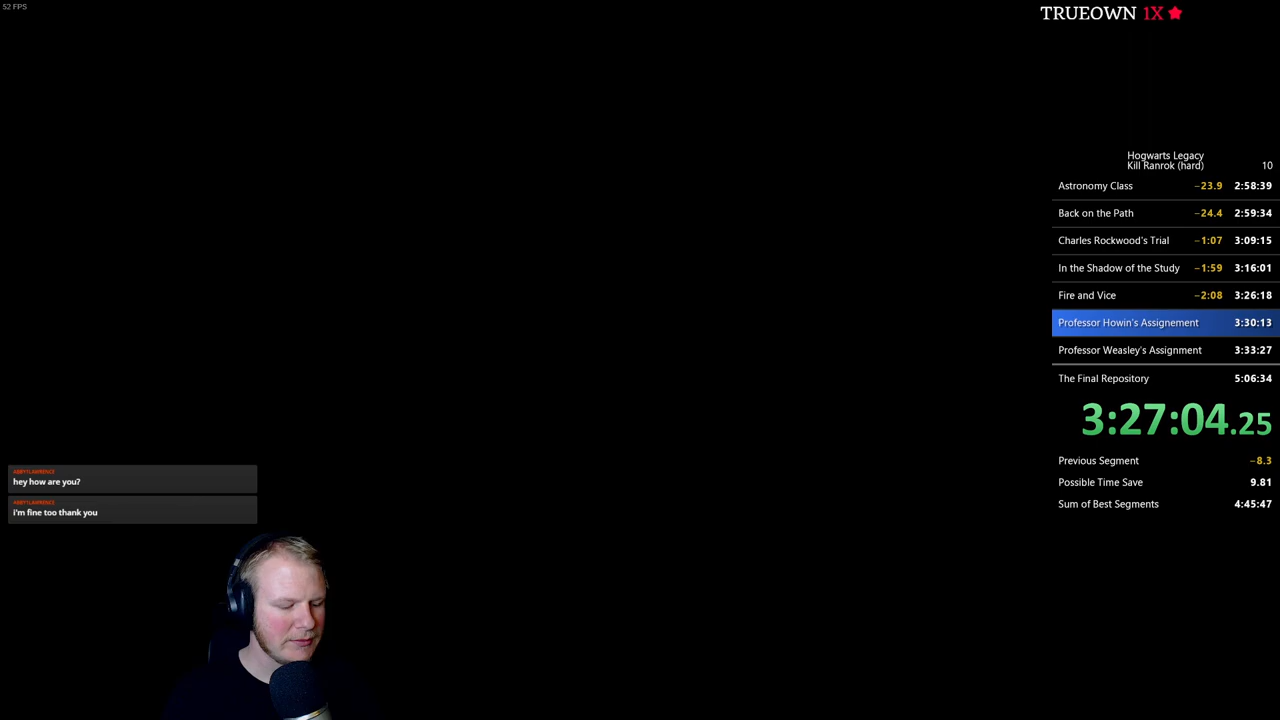 52 FPS
TRUEOWN 1X
Hogwarts Legacy
Kill Ranrok (hard) 10
Astronomy Class −23.9 2:58:39
Back on the Path −24.4 2:59:34
Charles Rockwood's Trial −1:07 3:09:15
In the Shadow of the Study −1:59 3:16:01
Fire and Vice −2:08 3:26:18
Professor Howin's Assignement 3:30:13
Professor Weasley's Assignment 3:33:27
The Final Repository 5:06:34
3:27:04.25
Previous Segment −8.3
Possible Time Save 9.81
Sum of Best Segments 4:45:47
hey how are you?
i'm fine too thank you